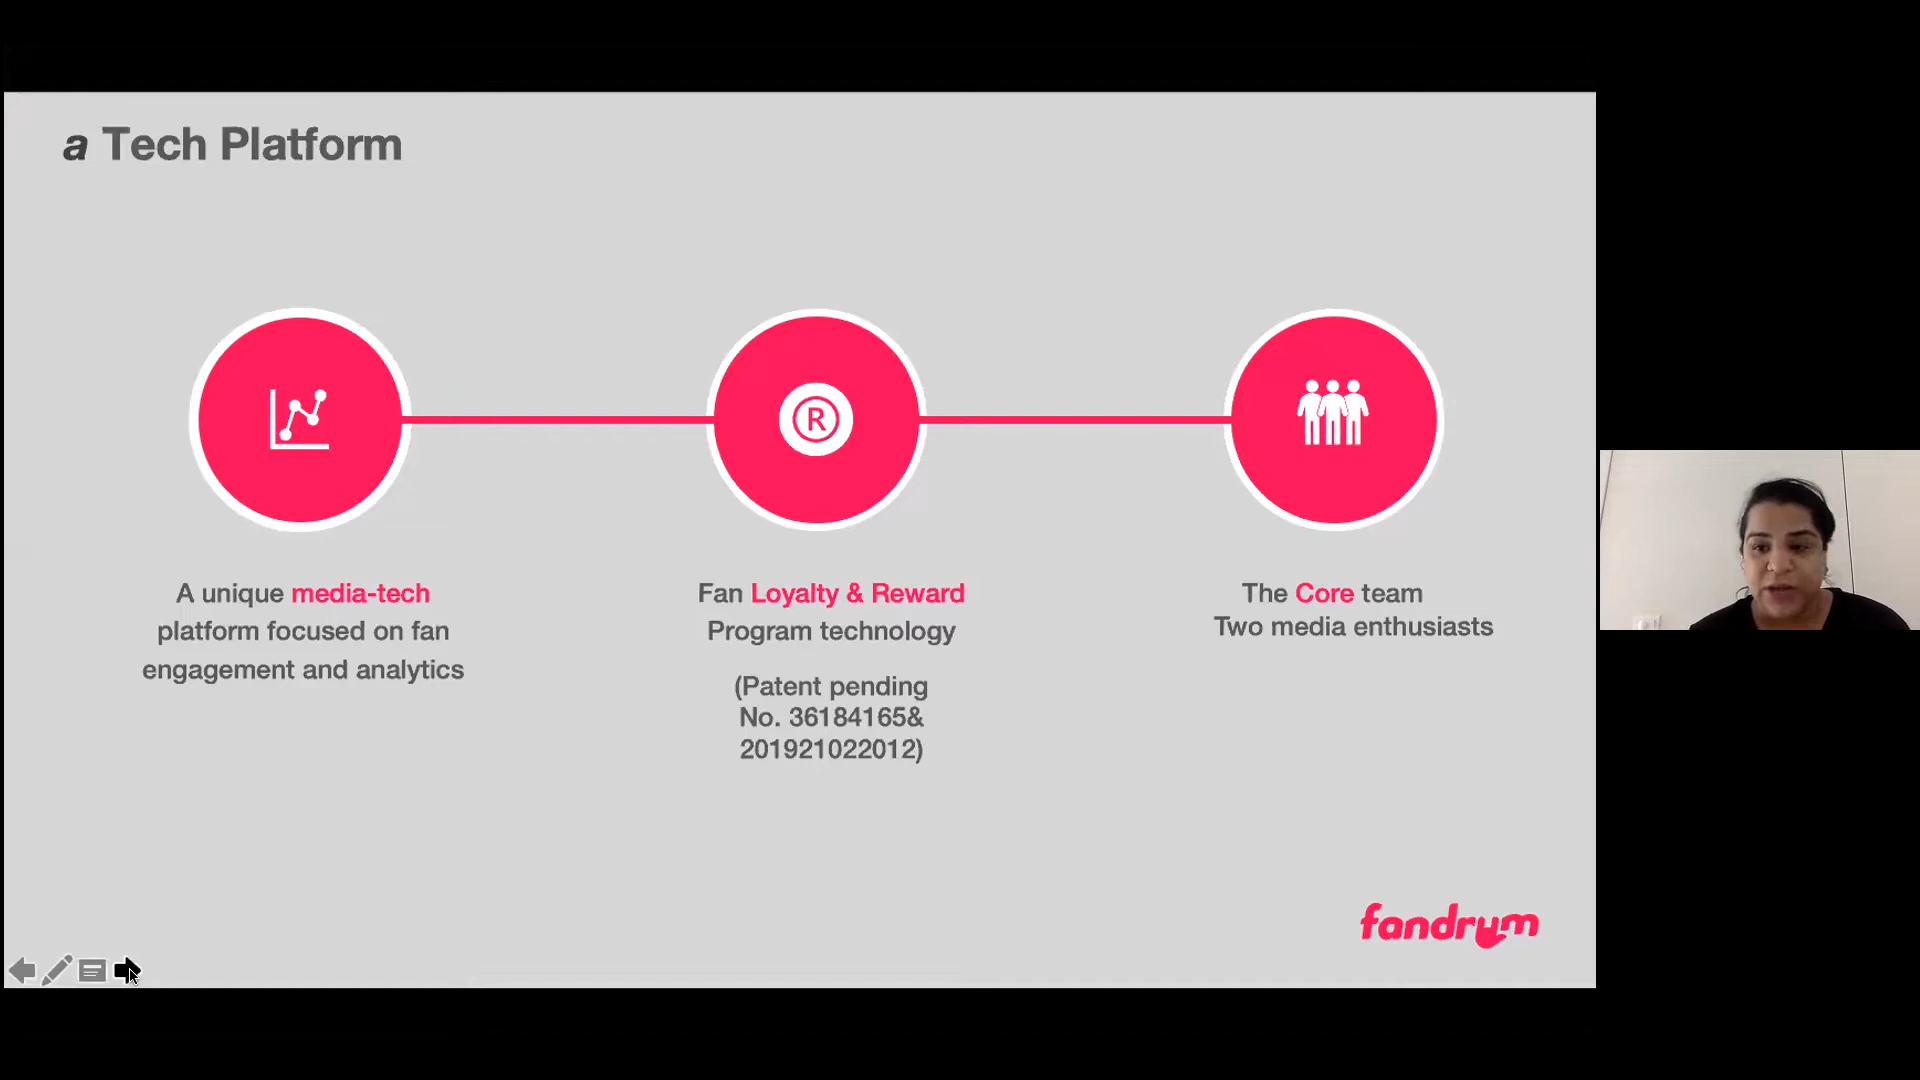 a Tech Platform
R
A unique media-tech
platform focused on fan
engagement and analytics
Fan Loyalty & Reward
Program technology
(Patent pending
No. 36184165&
201921022012)
The Core team
Two media enthusiasts
fandrum